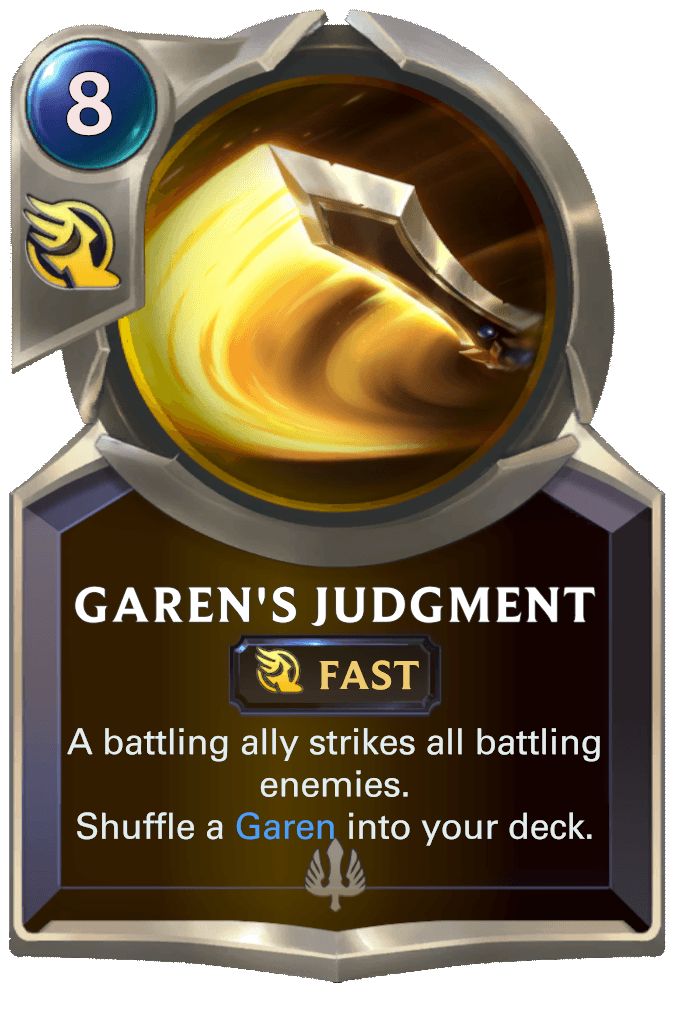 8
GAREN'S JUDGMENT
FAST
A battling ally strikes all battling
enemies.
Shuffle a Garen into your deck.